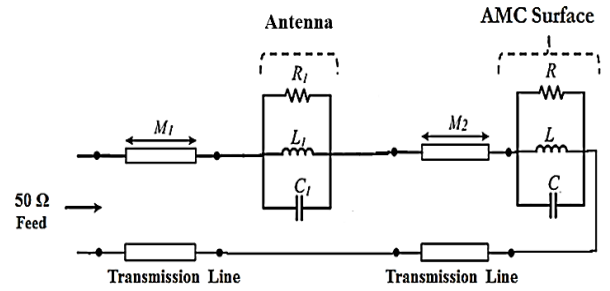 Antenna
AMC Surface
R1
R
M1
L1
M2
L
C1
C
50 Ω
Feed
Transmission Line
Transmission Line